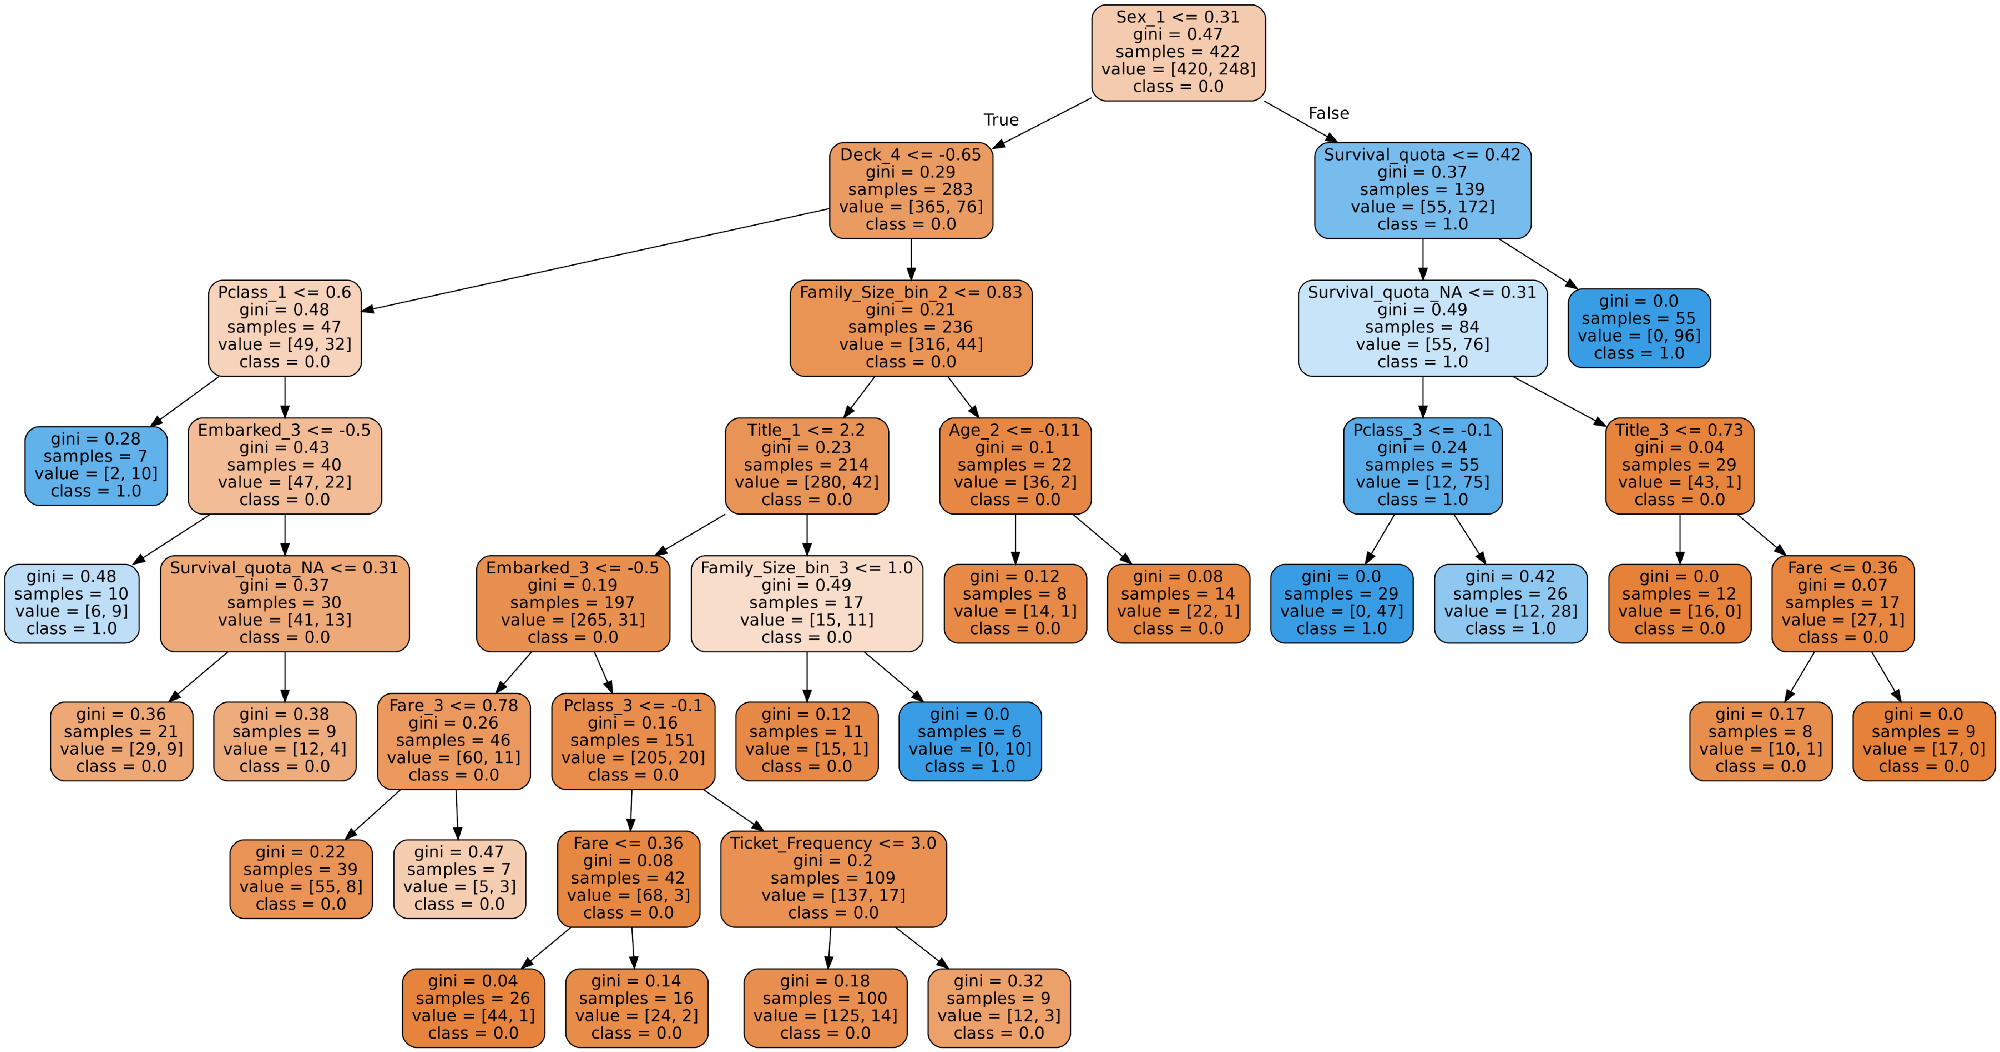 Sex_1 <= 0.31
gini = 0.47
samples = 422
value = [420, 248]
class = 0.0
True
False
Deck_4 <= -0.65
gini = 0.29
samples = 283
value = [365, 76]
class = 0.0
Survival_quota <= 0.42
gini = 0.37
samples = 139
value = [55, 172]
class = 1.0
Pclass_1 <= 0.6
gini = 0.48
samples = 47
value = [49, 32]
class = 0.0
Family_Size_bin_2 <= 0.83
gini = 0.21
samples = 236
value = [316, 44]
class = 0.0
Survival_quota_NA <= 0.31
gini = 0.49
samples = 84
value = [55, 76]
class = 1.0
gini = 0.0
samples = 55
value = [0, 96]
class = 1.0
gini = 0.28
samples = 7
value = [2, 10]
class = 1.0
Embarked_3 <= -0.5
gini = 0.43
samples = 40
value = [47, 22]
class = 0.0
Title_1 <= 2.2
gini = 0.23
samples = 214
value = [280, 42]
class = 0.0
Age_2 <= -0.11
gini = 0.1
samples = 22
value = [36, 2]
class = 0.0
Pclass_3 <= -0.1
gini = 0.24
samples = 55
value = [12, 75]
class = 1.0
Title_3 <= 0.73
gini = 0.04
samples = 29
value = [43, 1]
class = 0.0
gini = 0.48
samples = 10
value = [6, 9]
class = 1.0
Survival_quota_NA <= 0.31
gini = 0.37
samples = 30
value = [41, 13]
class = 0.0
Embarked_3 <= -0.5
gini = 0.19
samples = 197
value = [265, 31]
class = 0.0
Family_Size_bin_3 <= 1.0
gini = 0.49
samples = 17
value = [15, 11]
class = 0.0
gini = 0.12
samples = 8
value = [14, 1]
class = 0.0
gini = 0.08
samples = 14
value = [22, 1]
class = 0.0
gini = 0.0
samples = 29
value = [0, 47]
class = 1.0
gini = 0.42
samples = 26
value = [12, 28]
class = 1.0
gini = 0.0
samples = 12
value = [16, 0]
class = 0.0
Fare <= 0.36
gini = 0.07
samples = 17
value = [27, 1]
class = 0.0
gini = 0.36
samples = 21
value = [29, 9]
class = 0.0
gini = 0.38
samples = 9
value = [12, 4]
class = 0.0
Fare_3 <= 0.78
gini = 0.26
samples = 46
value = [60, 11]
class = 0.0
Pclass_3 <= -0.1
gini = 0.16
samples = 151
value = [205, 20]
class = 0.0
gini = 0.12
samples = 11
value = [15, 1]
class = 0.0
gini = 0.0
samples = 6
value = [0, 10]
class = 1.0
gini = 0.17
samples = 8
value = [10, 1]
class = 0.0
gini = 0.0
samples = 9
value = [17, 0]
class = 0.0
gini = 0.22
samples = 39
value = [55, 8]
class = 0.0
gini = 0.47
samples = 7
value = [5, 3]
class = 0.0
Fare <= 0.36
gini = 0.08
samples = 42
value = [68, 3]
class = 0.0
Ticket_Frequency <= 3.0
gini = 0.2
samples = 109
value = [137, 17]
class = 0.0
gini = 0.04
samples = 26
value = [44, 1]
class = 0.0
gini = 0.14
samples = 16
value = [24, 2]
class = 0.0
gini = 0.18
samples = 100
value = [125, 14]
class = 0.0
gini = 0.32
samples = 9
value = [12, 3]
class = 0.0